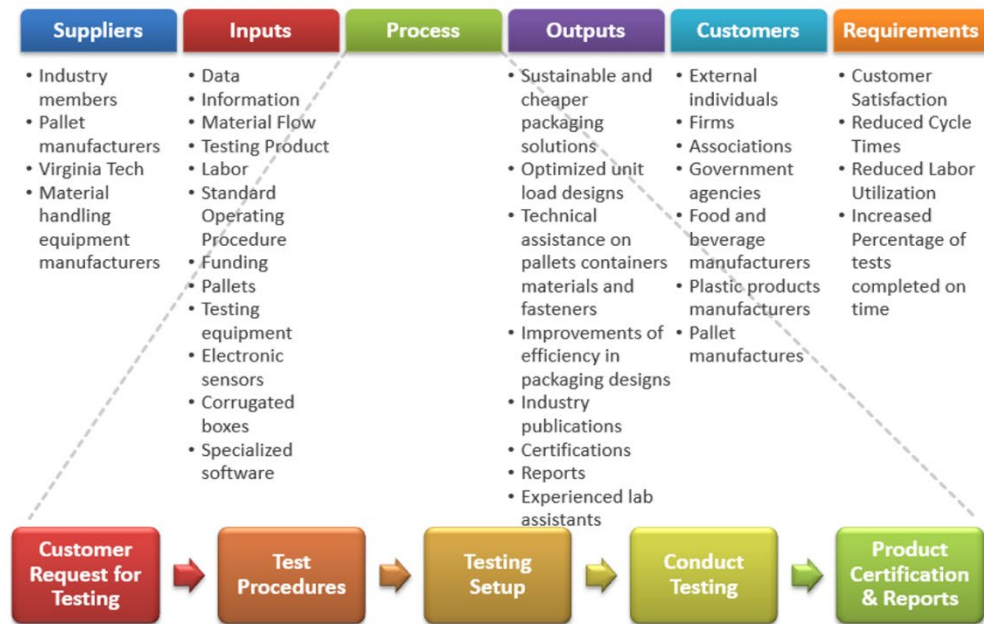 Suppliers
Inputs
Process
Outputs
Customers
Requirements
• Industry
members
• Pallet
manufacturers
• Virginia Tech
• Material
handling
equipment
manufacturers
• Data
• Information
• Material Flow
• Testing Product
• Labor
• Standard
Operating
Procedure
• Funding
• Pallets
• Testing
equipment
• Electronic
sensors
• Corrugated
boxes
• Specialized
software
• Sustainable and
cheaper
packaging
solutions
• Optimized unit
load designs
• Technical
assistance on
pallets containers
materials and
fasteners
• Improvements of
efficiency in
packaging designs
• Industry
publications
• Certifications
• Reports
• Experienced lab
assistants
• External
individuals
• Firms
• Associations
• Government
agencies
• Food and
beverage
manufacturers
• Plastic products
manufacturers
• Pallet
manufactures
• Customer
Satisfaction
• Reduced Cycle
Times
• Reduced Labor
Utilization
• Increased
Percentage of
tests
completed on
time
Customer
Request for
Testing
Test
Procedures
Testing
Setup
Conduct
Testing
Product
Certification
& Reports